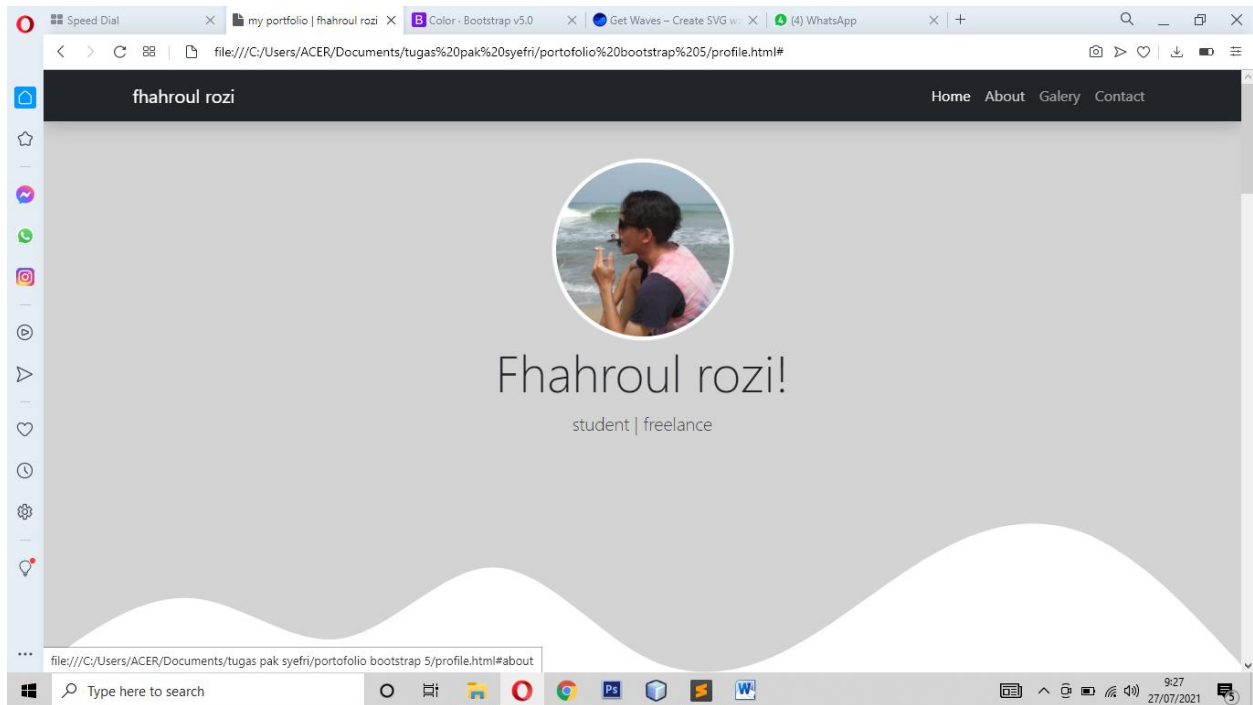 Speed Dial
my portfolio | fhahroul rozi
Color · Bootstrap v5.0
Get Waves – Create SVG w
(4) WhatsApp
file:///C:/Users/ACER/Documents/tugas%20pak%20syefri/portofolio%20bootstrap%205/profile.html#
fhahroul rozi
Home About Galery Contact
Fhahroul rozi!
student | freelance
file:///C:/Users/ACER/Documents/tugas pak syefri/portofolio bootstrap 5/profile.html#about
Type here to search
Ps
W
9:27
27/07/2021
5